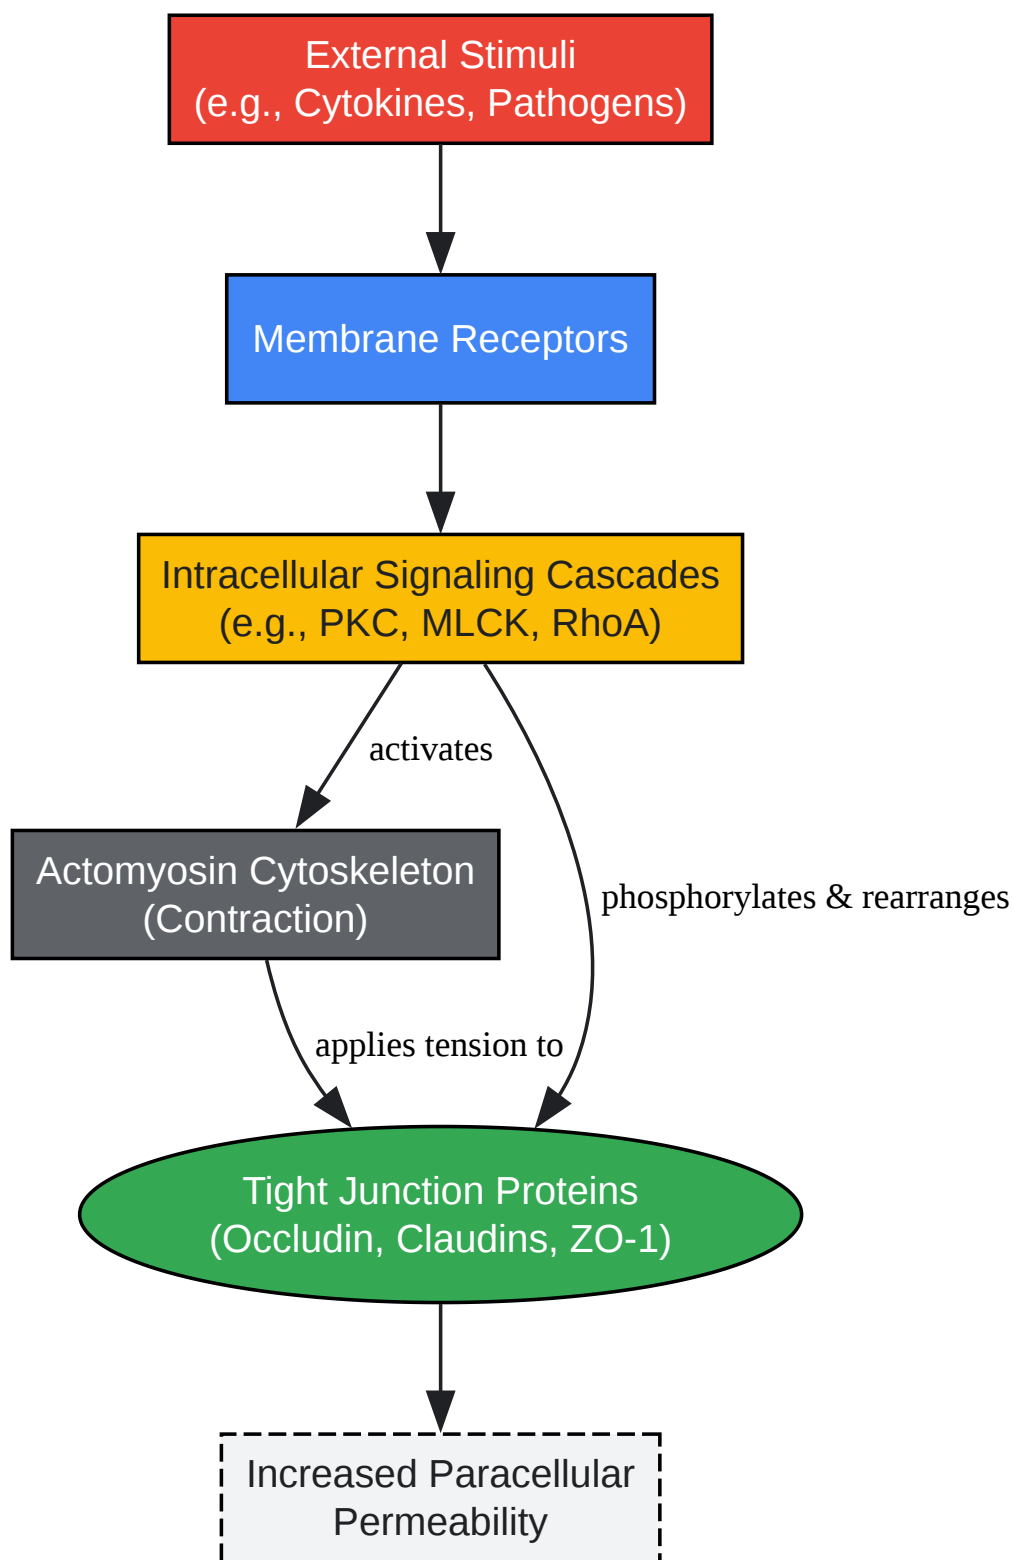 External Stimuli
(e.g., Cytokines, Pathogens)
Membrane Receptors
Intracellular Signaling Cascades
(e.g., PKC, MLCK, RhoA)
activates
Actomyosin Cytoskeleton
(Contraction)
phosphorylates & rearranges
applies tension to
Tight Junction Proteins
(Occludin, Claudins, ZO-1)
Increased Paracellular
Permeability